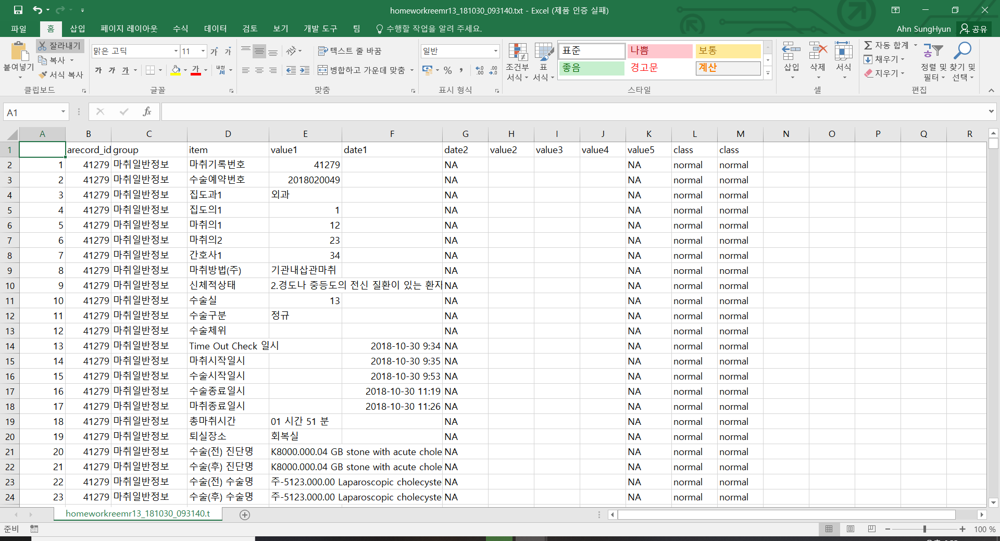 homeworkreemr13_181030_093140.txt - Excel (제품 인증 실패)
파일 홈 삽입 페이지 레이아웃 수식 데이터 검토 보기 개발 도구 팀 수행할 작업을 알려 주세요. Ahn SungHyun 공유
붙여넣기 잘라내기 복사 서식 복사 클립보드
맑은 고딕 11 가 가 가 가 가 가 내천 글꼴
텍스트 줄 바꿈 병합하고 가운데 맞춤 맞춤
일반 % , 표시 형식
조건부 서식 표 서식 표준 나쁨 보통 좋음 경고문 계산 스타일
삽입 삭제 서식 셀
자동 합계 채우기 지우기 정렬 및 필터 찾기 및 선택 편집
A1 fx
A B C D E F G H I J K L M N O P Q R
1 arecord_id group item value1 date1 date2 value2 value3 value4 value5 class class
2 1 41279 마취일반정보 마취기록번호 41279 NA NA normal normal
3 2 41279 마취일반정보 수술예약번호 2018020049 NA NA normal normal
4 3 41279 마취일반정보 집도과1 외과 NA NA normal normal
5 4 41279 마취일반정보 집도의1 1 NA NA normal normal
6 5 41279 마취일반정보 마취의1 12 NA NA normal normal
7 6 41279 마취일반정보 마취의2 23 NA NA normal normal
8 7 41279 마취일반정보 간호사1 34 NA NA normal normal
9 8 41279 마취일반정보 마취방법(주) 기관내삽관마취 NA NA normal normal
10 9 41279 마취일반정보 신체적상태 2.경도나 중등도의 전신 질환이 있는 환자 NA NA normal normal
11 10 41279 마취일반정보 수술실 13 NA NA normal normal
12 11 41279 마취일반정보 수술구분 정규 NA NA normal normal
13 12 41279 마취일반정보 수술체위 NA NA normal normal
14 13 41279 마취일반정보 Time Out Check 일시 2018-10-30 9:34 NA NA normal normal
15 14 41279 마취일반정보 마취시작일시 2018-10-30 9:35 NA NA normal normal
16 15 41279 마취일반정보 수술시작일시 2018-10-30 9:53 NA NA normal normal
17 16 41279 마취일반정보 수술종료일시 2018-10-30 11:19 NA NA normal normal
18 17 41279 마취일반정보 마취종료일시 2018-10-30 11:26 NA NA normal normal
19 18 41279 마취일반정보 총마취시간 01 시간 51 분 NA NA normal normal
20 19 41279 마취일반정보 퇴실장소 회복실 NA NA normal normal
21 20 41279 마취일반정보 수술(전) 진단명 K8000.000.04 GB stone with acute chole NA NA normal normal
22 21 41279 마취일반정보 수술(후) 진단명 K8000.000.04 GB stone with acute chole NA NA normal normal
23 22 41279 마취일반정보 수술(전) 수술명 주-5123.000.00 Laparoscopic cholecyste NA NA normal normal
24 23 41279 마취일반정보 수술(후) 수술명 주-5123.000.00 Laparoscopic cholecyste NA NA normal normal
homeworkreemr13_181030_093140.t
준비 100 %